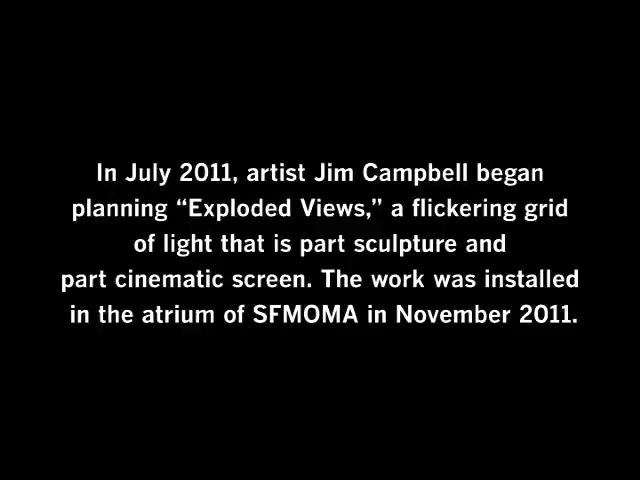 In July 2011, artist Jim Campbell began
planning “Exploded Views,” a flickering grid
of light that is part sculpture and
part cinematic screen. The work was installed
in the atrium of SFMOMA in November 2011.